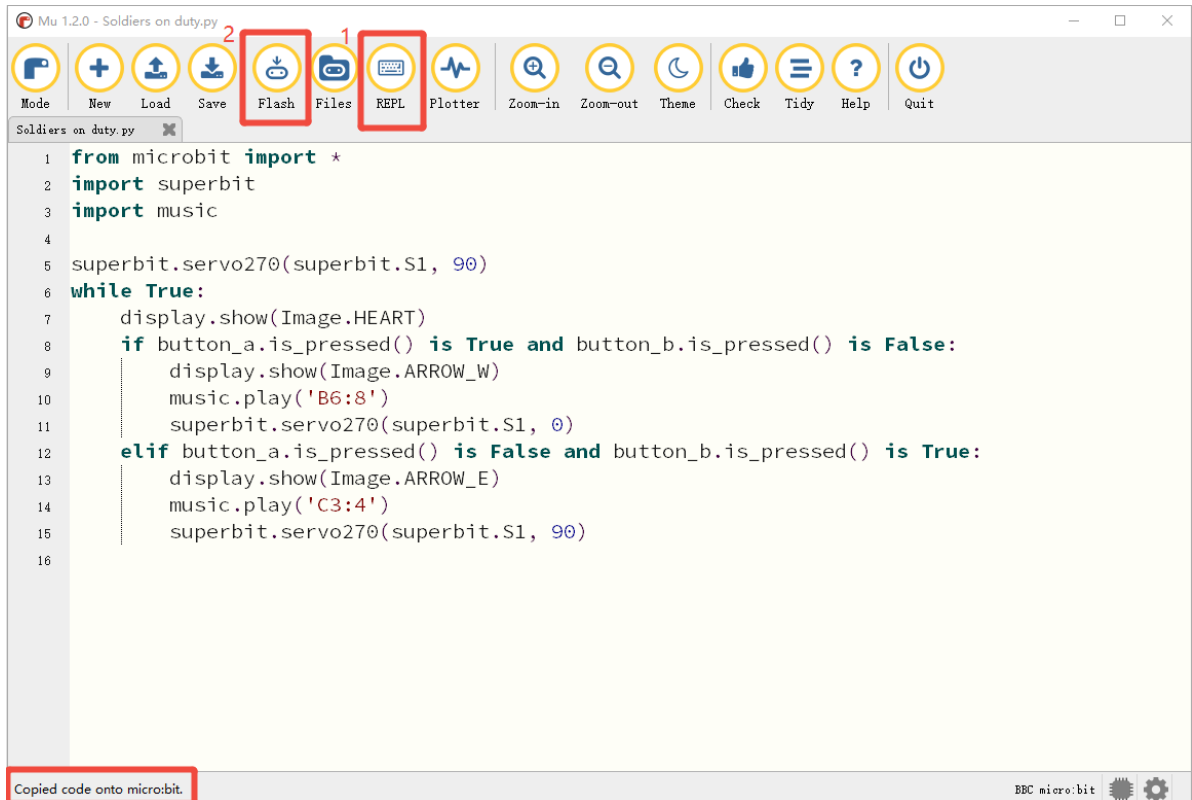 Mu 1.2.0 - Soldiers on duty.py
2 1
Mode New Load Save Flash Files REPL Plotter Zoom-in Zoom-out Theme Check Tidy Help Quit
Soldiers on duty.py
1 from microbit import *
2 import superbit
3 import music
4
5 superbit.servo270(superbit.S1, 90)
6 while True:
7     display.show(Image.HEART)
8     if button_a.is_pressed() is True and button_b.is_pressed() is False:
9         display.show(Image.ARROW_W)
10         music.play('B6:8')
11         superbit.servo270(superbit.S1, 0)
12     elif button_a.is_pressed() is False and button_b.is_pressed() is True:
13         display.show(Image.ARROW_E)
14         music.play('C3:4')
15         superbit.servo270(superbit.S1, 90)
16
Copied code onto micro:bit. BBC micro:bit